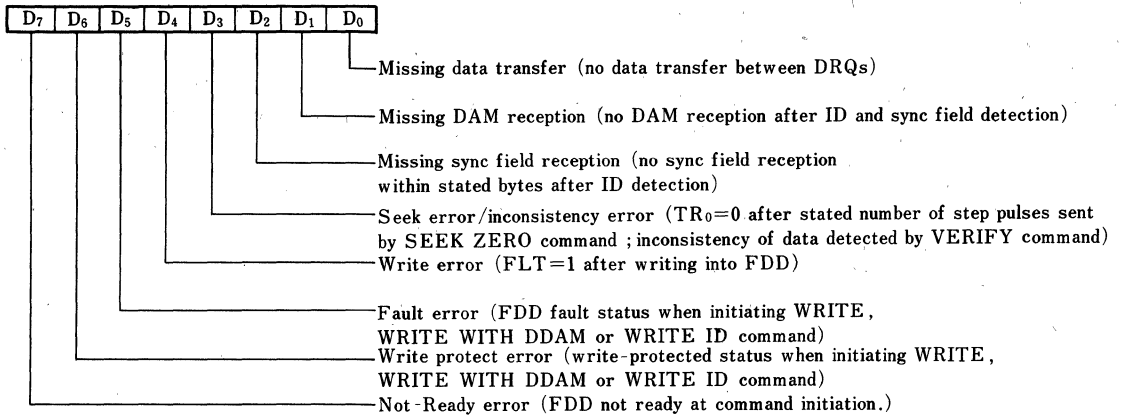 D7 D6 D5 D4 D3 D2 D1 D0
Missing data transfer (no data transfer between DRQs)
Missing DAM reception (no DAM reception after ID and sync field detection)
Missing sync field reception (no sync field reception
within stated bytes after ID detection)
Seek error/inconsistency error (TR0=0 after stated number of step pulses sent
by SEEK ZERO command ; inconsistency of data detected by VERIFY command)
Write error (FLT=1 after writing into FDD)
Fault error (FDD fault status when initiating WRITE,
WRITE WITH DDAM or WRITE ID command)
Write protect error (write-protected status when initiating WRITE,
WRITE WITH DDAM or WRITE ID command)
Not-Ready error (FDD not ready at command initiation.)